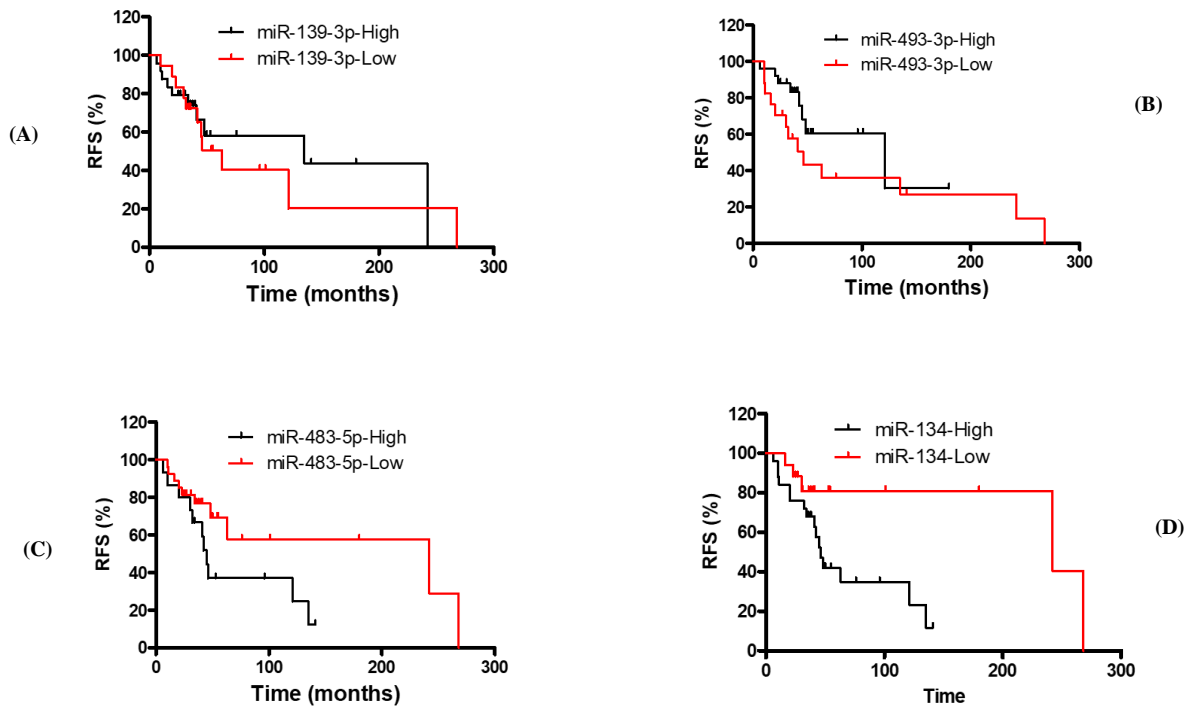 (A)
120
100
80
60
40
20
0
RFS (%)
miR-139-3p-High
miR-139-3p-Low
0 100 200 300
Time (months)
(B)
120
100
80
60
40
20
0
RFS (%)
miR-493-3p-High
miR-493-3p-Low
0 100 200 300
Time (months)
(C)
120
100
80
60
40
20
0
RFS (%)
miR-483-5p-High
miR-483-5p-Low
0 100 200 300
Time (months)
(D)
120
100
80
60
40
20
0
RFS (%)
miR-134-High
miR-134-Low
0 100 200 300
Time